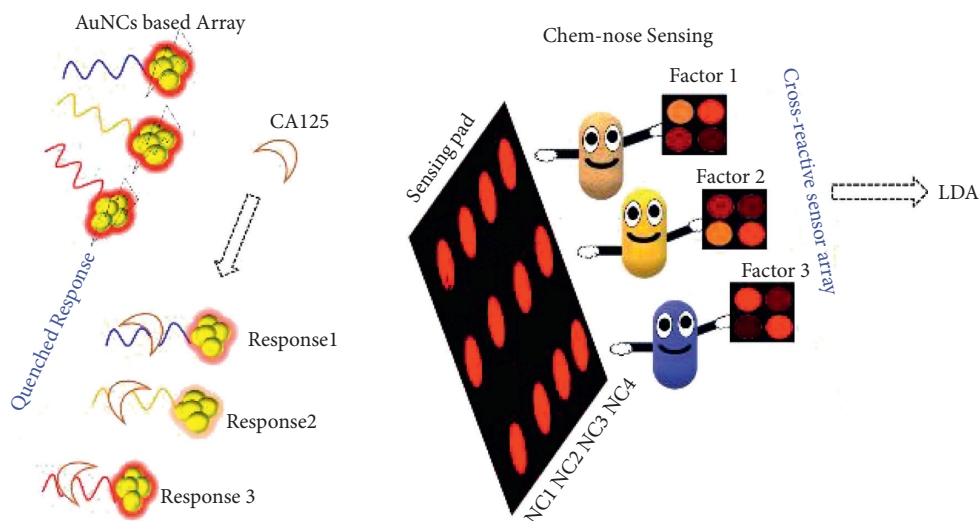 AuNCs based Array
CA125
Quenched Response
Response1
Response2
Response 3
Chem-nose Sensing
Sensing pad
NC1 NC2 NC3 NC4
Factor 1
Factor 2
Factor 3
Cross-reactive sensor array
LDA